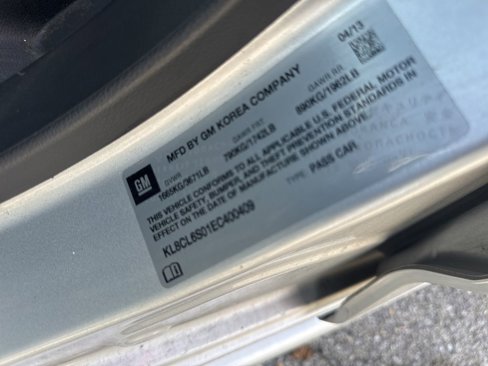 04/13
MFD BY GM KOREA COMPANY
GM
GVWR GAWR FRT GAWR RR
1665KG/3671LB 790KG/1742LB 890KG/1962LB
THIS VEHICLE CONFORMS TO ALL APPLICABLE U.S. FEDERAL MOTOR
VEHICLE SAFETY, BUMPER, AND THEFT PREVENTION STANDARDS IN
EFFECT ON THE DATE OF MANUFACTURE SHOWN ABOVE.
KL8CL6S01EC400409 TYPE: PASS CAR